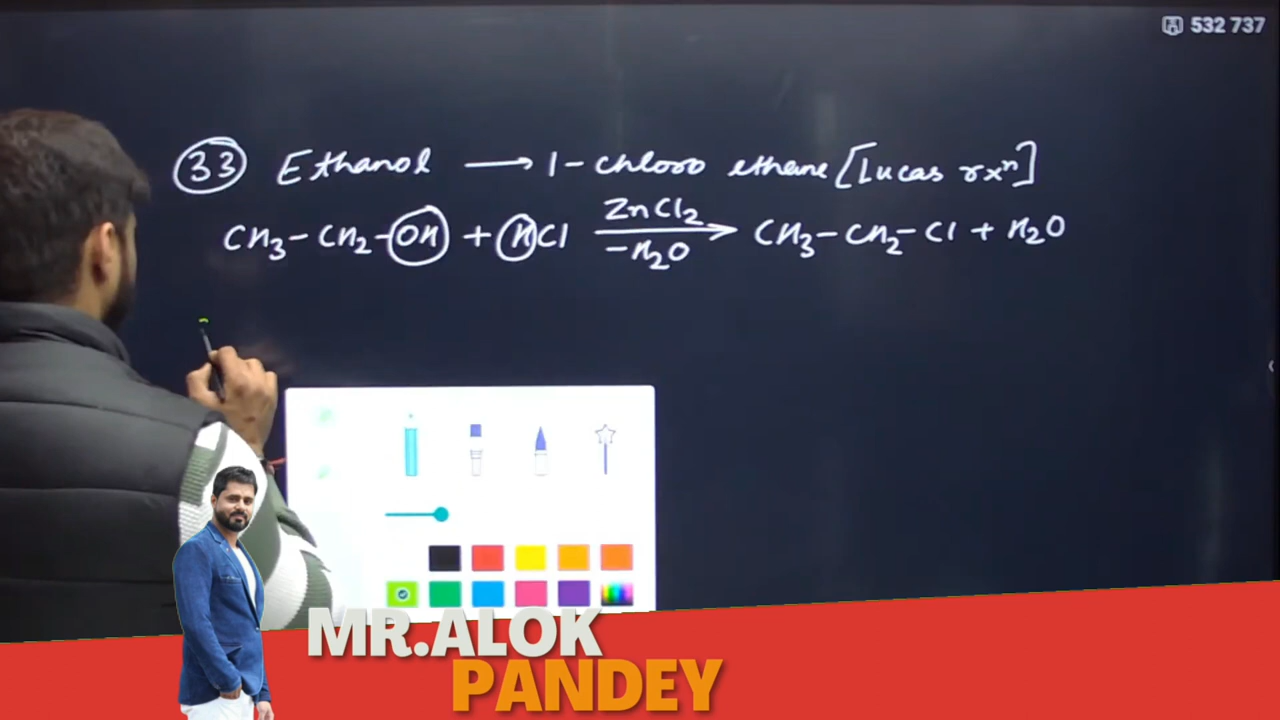 532 737
33 Ethanol → 1-chloro ethane [Lucas rxⁿ]
CH₃-CH₂-OH + HCl ZnCl₂ → -H₂O CH₃-CH₂-Cl + H₂O
MR.ALOK
PANDEY